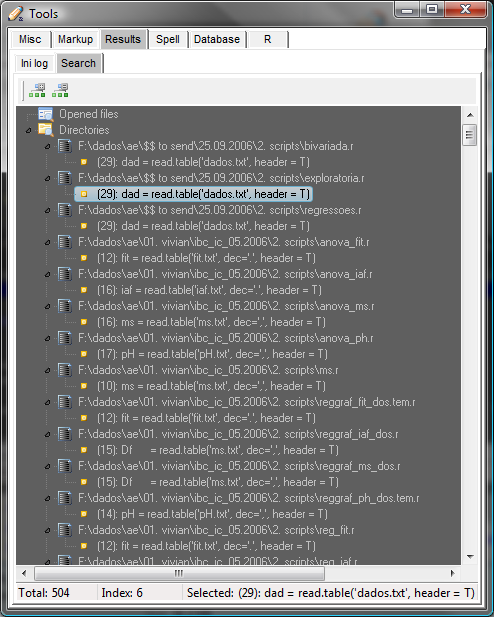 Tools
Misc Markup Results Spell Database R
Ini log Search
Opened files
Directories
F:\dados\ae\$$ to send\25.09.2006\2. scripts\bivariada.r
(29): dad = read.table('dados.txt', header = T)
F:\dados\ae\$$ to send\25.09.2006\2. scripts\exploratoria.r
(29): dad = read.table('dados.txt', header = T)
F:\dados\ae\$$ to send\25.09.2006\2. scripts\regressoes.r
(29): dad = read.table('dados.txt', header = T)
F:\dados\ae\01. vivian\ibc_ic_05.2006\2. scripts\anova_fit.r
(12): fit = read.table('fit.txt', dec='.', header = T)
F:\dados\ae\01. vivian\ibc_ic_05.2006\2. scripts\anova_iaf.r
(16): iaf = read.table('iaf.txt', dec=',', header = T)
F:\dados\ae\01. vivian\ibc_ic_05.2006\2. scripts\anova_ms.r
(16): ms = read.table('ms.txt', dec=',', header = T)
F:\dados\ae\01. vivian\ibc_ic_05.2006\2. scripts\anova_ph.r
(17): pH = read.table('pH.txt', dec=',', header = T)
F:\dados\ae\01. vivian\ibc_ic_05.2006\2. scripts\ms.r
(10): ms = read.table('ms.txt', dec=',', header = T)
F:\dados\ae\01. vivian\ibc_ic_05.2006\2. scripts\reggraf_fit_dos.tem.r
(12): fit = read.table('fit.txt', dec='.', header = T)
F:\dados\ae\01. vivian\ibc_ic_05.2006\2. scripts\reggraf_iaf_dos.r
(15): Df = read.table('ms.txt', dec=',', header = T)
F:\dados\ae\01. vivian\ibc_ic_05.2006\2. scripts\reggraf_ms_dos.r
(15): Df = read.table('ms.txt', dec=',', header = T)
F:\dados\ae\01. vivian\ibc_ic_05.2006\2. scripts\reggraf_ph_dos.tem.r
(14): pH = read.table('pH.txt', dec=',', header = T)
F:\dados\ae\01. vivian\ibc_ic_05.2006\2. scripts\reg_fit.r
(12): fit = read.table('fit.txt', dec='.', header = T)
F:\dados\ae\01. vivian\ibc_ic_05.2006\2. scripts\reg_iaf.r
Total: 504 Index: 6 Selected: (29): dad = read.table('dados.txt', header = T)